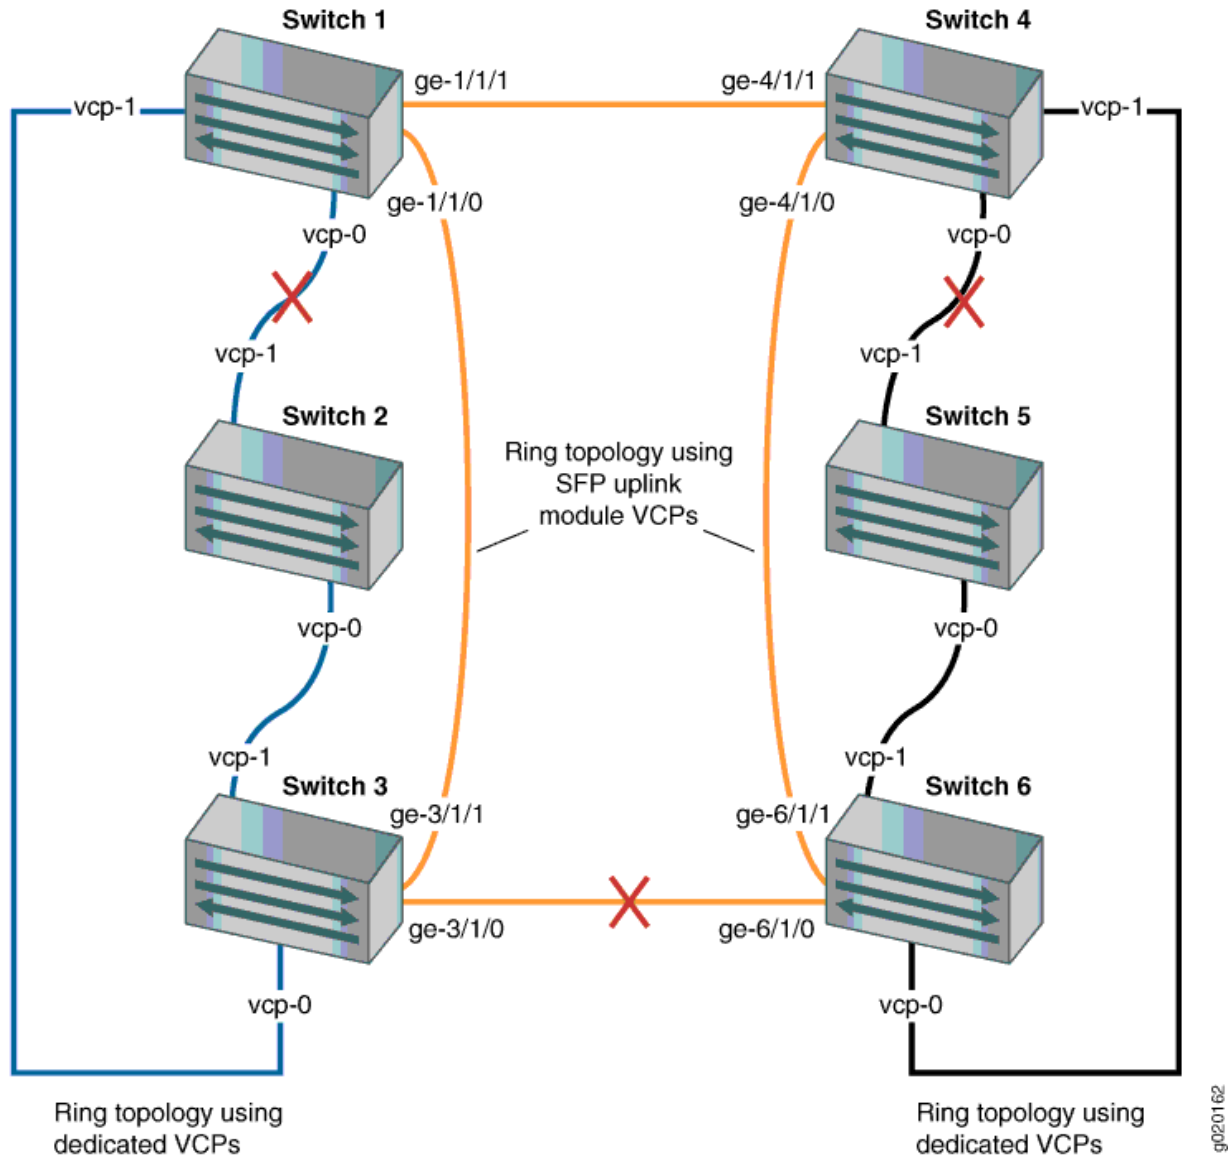 Switch 1
Switch 4
ge-1/1/1
ge-4/1/1
vcp-1
vcp-1
ge-1/1/0
ge-4/1/0
vcp-0
vcp-0
vcp-1
vcp-1
Switch 2
Switch 5
Ring topology using
SFP uplink
module VCPs
vcp-0
vcp-0
vcp-1
vcp-1
Switch 3
Switch 6
ge-3/1/1
ge-6/1/1
ge-3/1/0
ge-6/1/0
vcp-0
vcp-0
Ring topology using
dedicated VCPs
Ring topology using
dedicated VCPs
g020162